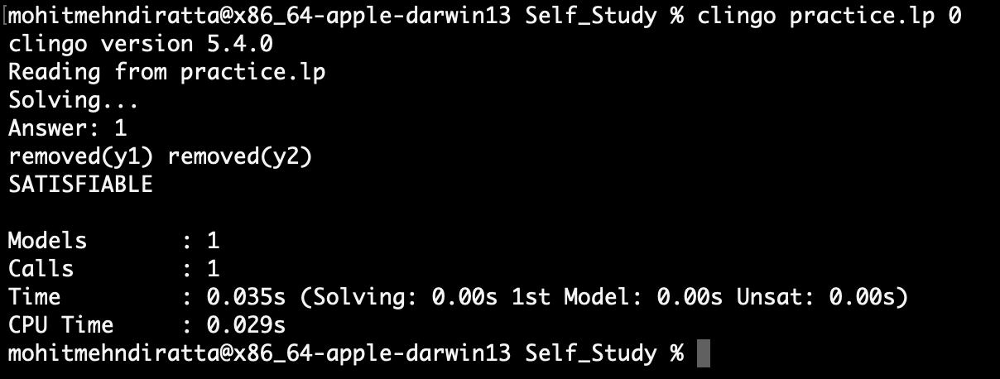 mohitmehndiratta@x86_64-apple-darwin13 Self_Study % clingo practice.lp 0
clingo version 5.4.0
Reading from practice.lp
Solving...
Answer: 1
removed(y1) removed(y2)
SATISFIABLE

Models       : 1
Calls        : 1
Time         : 0.035s (Solving: 0.00s 1st Model: 0.00s Unsat: 0.00s)
CPU Time     : 0.029s
mohitmehndiratta@x86_64-apple-darwin13 Self_Study %